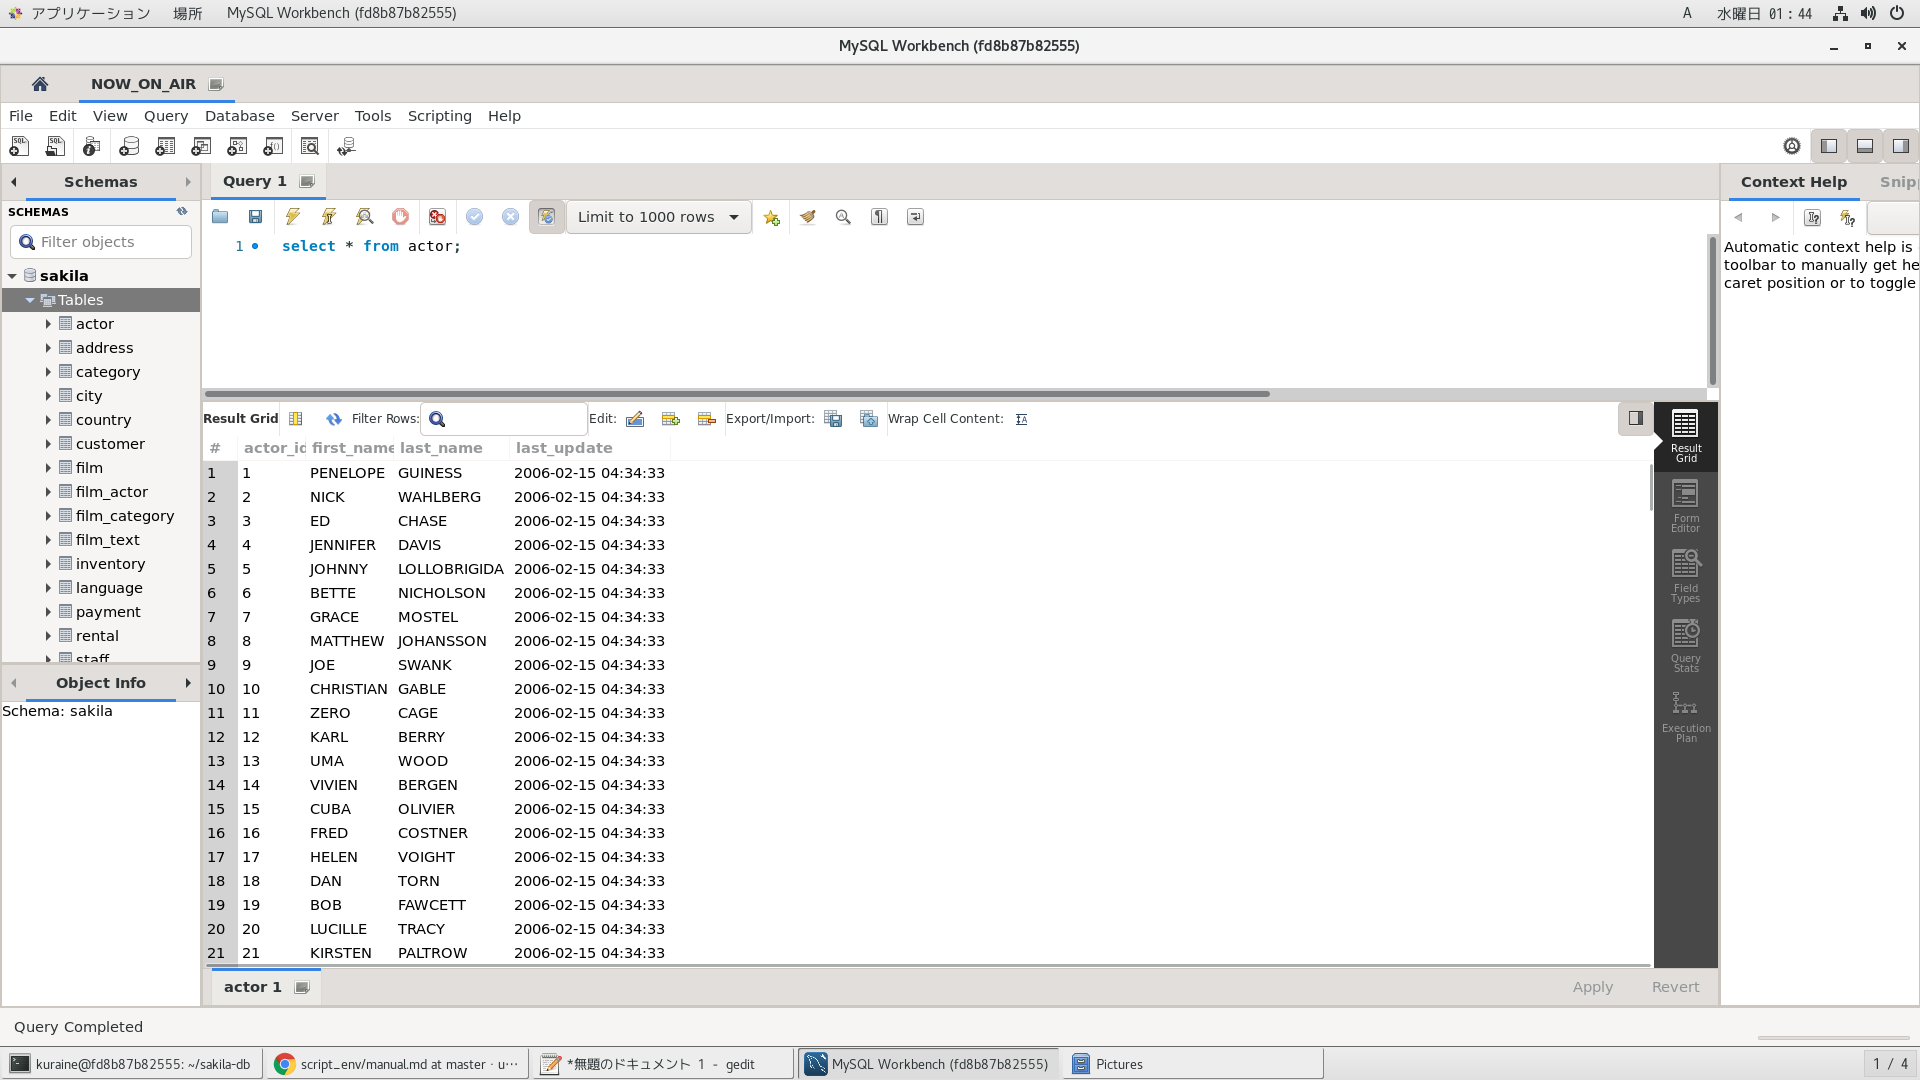 アプリケーション 場所 MySQL Workbench (fd8b87b82555) A 水曜日 01：44
MySQL Workbench (fd8b87b82555)
NOW_ON_AIR
File Edit View Query Database Server Tools Scripting Help
Schemas
SCHEMAS
Filter objects
sakila
Tables
actor
address
category
city
country
customer
film
film_actor
film_category
film_text
inventory
language
payment
rental
staff
Object Info
Schema: sakila
Query 1
Limit to 1000 rows
1 select * from actor;
Result Grid Filter Rows: Edit: Export/Import: Wrap Cell Content:
# actor_id first_name last_name last_update
1 1 PENELOPE GUINESS 2006-02-15 04:34:33
2 2 NICK WAHLBERG 2006-02-15 04:34:33
3 3 ED CHASE 2006-02-15 04:34:33
4 4 JENNIFER DAVIS 2006-02-15 04:34:33
5 5 JOHNNY LOLLOBRIGIDA 2006-02-15 04:34:33
6 6 BETTE NICHOLSON 2006-02-15 04:34:33
7 7 GRACE MOSTEL 2006-02-15 04:34:33
8 8 MATTHEW JOHANSSON 2006-02-15 04:34:33
9 9 JOE SWANK 2006-02-15 04:34:33
10 10 CHRISTIAN GABLE 2006-02-15 04:34:33
11 11 ZERO CAGE 2006-02-15 04:34:33
12 12 KARL BERRY 2006-02-15 04:34:33
13 13 UMA WOOD 2006-02-15 04:34:33
14 14 VIVIEN BERGEN 2006-02-15 04:34:33
15 15 CUBA OLIVIER 2006-02-15 04:34:33
16 16 FRED COSTNER 2006-02-15 04:34:33
17 17 HELEN VOIGHT 2006-02-15 04:34:33
18 18 DAN TORN 2006-02-15 04:34:33
19 19 BOB FAWCETT 2006-02-15 04:34:33
20 20 LUCILLE TRACY 2006-02-15 04:34:33
21 21 KIRSTEN PALTROW 2006-02-15 04:34:33
Result
Grid
Form
Editor
Field
Types
Query
Stats
Execution
Plan
actor 1 Apply Revert
Context Help Snip
Automatic context help is
toolbar to manually get he
caret position or to toggle
Query Completed
kuraine@fd8b87b82555: ~/sakila-db script_env/manual.md at master · u… *無題のドキュメント 1 - gedit MySQL Workbench (fd8b87b82555) Pictures 1 / 4